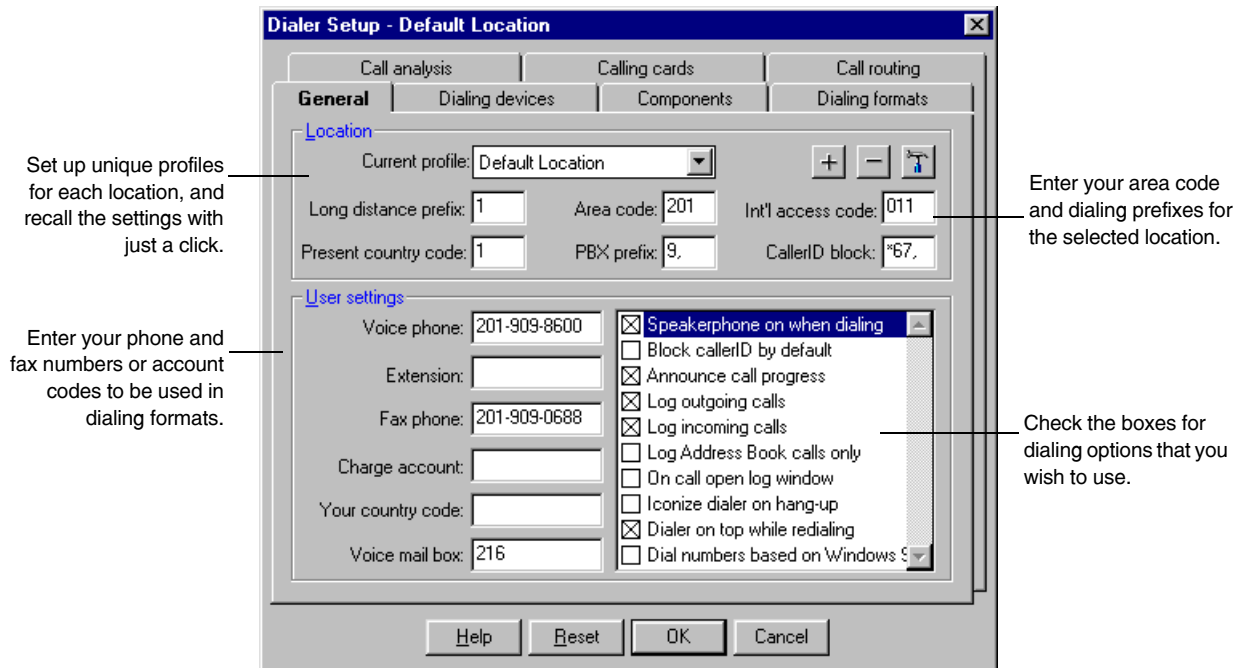 Dialer Setup - Default Location
Call analysis
Calling cards
Call routing
General
Dialing devices
Components
Dialing formats
Location
Current profile: Default Location
+
−
Long distance prefix: 1
Area code: 201
Int'l access code: 011
Present country code: 1
PBX prefix: 9,
CallerID block: *67,
User settings
Voice phone: 201-909-8600
Extension:
Fax phone: 201-909-0688
Charge account:
Your country code:
Voice mail box: 216
Speakerphone on when dialing
Block callerID by default
Announce call progress
Log outgoing calls
Log incoming calls
Log Address Book calls only
On call open log window
Iconize dialer on hang-up
Dialer on top while redialing
Dial numbers based on Windows
Help
Reset
OK
Cancel
Set up unique profiles
for each location, and
recall the settings with
just a click.
Enter your phone and
fax numbers or account
codes to be used in
dialing formats.
Enter your area code
and dialing prefixes for
the selected location.
Check the boxes for
dialing options that you
wish to use.